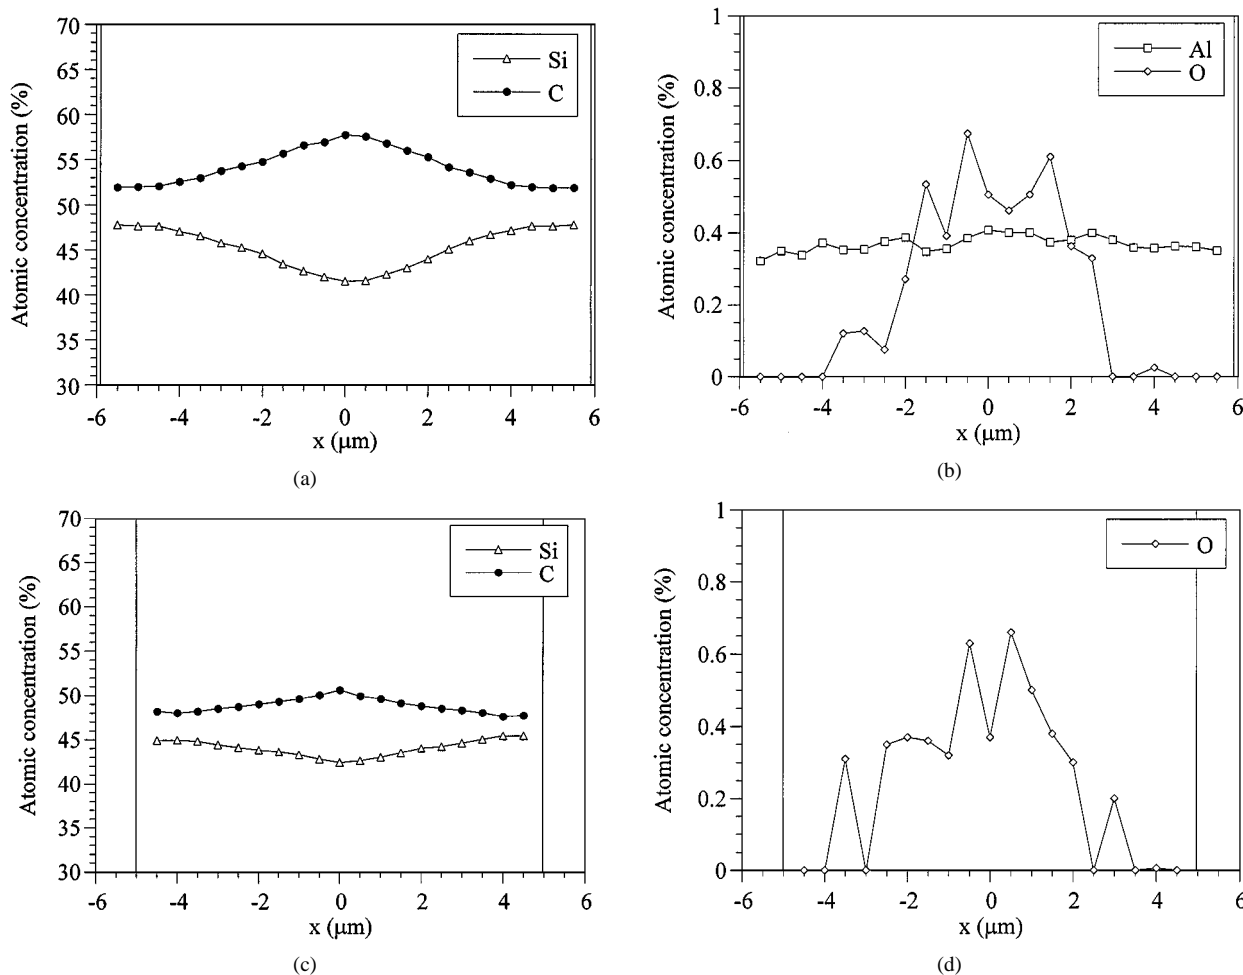 70
65
60
55
50
45
40
35
30
Atomic concentration (%)
Si
C
-6 -4 -2 0 2 4 6
x (μm)
(a)
1
0.8
0.6
0.4
0.2
0
Atomic concentration (%)
Al
O
-6 -4 -2 0 2 4 6
x (μm)
(b)
70
65
60
55
50
45
40
35
30
Atomic concentration (%)
Si
C
-6 -4 -2 0 2 4 6
x (μm)
(c)
1
0.8
0.6
0.4
0.2
0
Atomic concentration (%)
O
-6 -4 -2 0 2 4 6
x (μm)
(d)